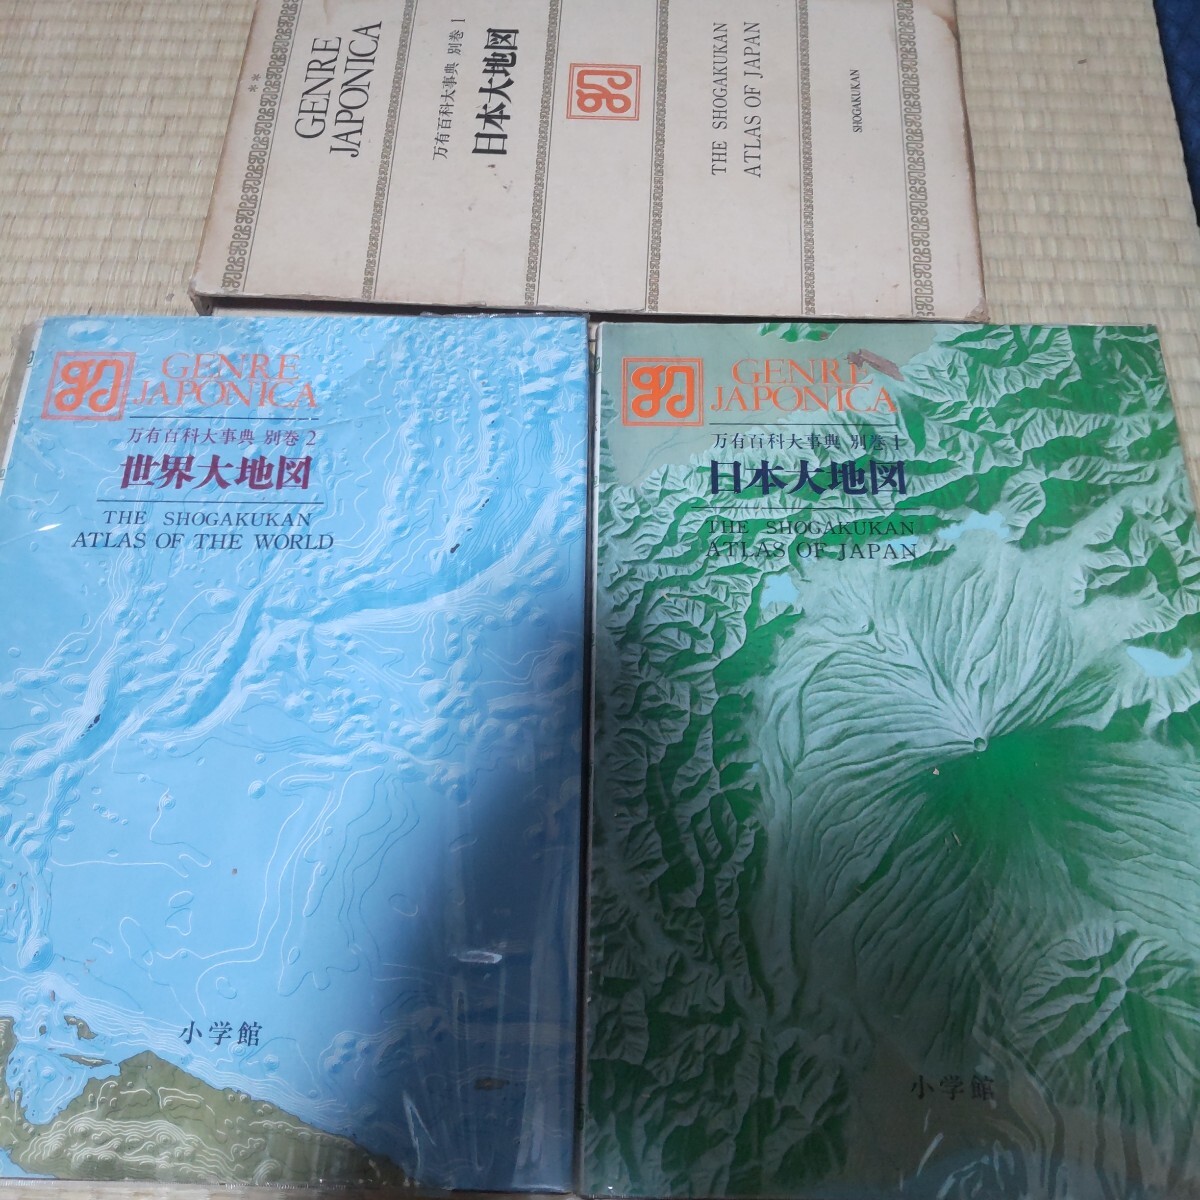 **
GENRE
JAPONICA
万有百科大事典 別巻1
日本大地図
THE SHOGAKUKAN
ATLAS OF JAPAN
SHOGAKUKAN
GENRE
JAPONICA
万有百科大事典 別巻2
世界大地図
THE SHOGAKUKAN
ATLAS OF THE WORLD
小学館
GENRE
JAPONICA
万有百科大事典 別巻1
日本大地図
THE SHOGAKUKAN
ATLAS OF JAPAN
小学館